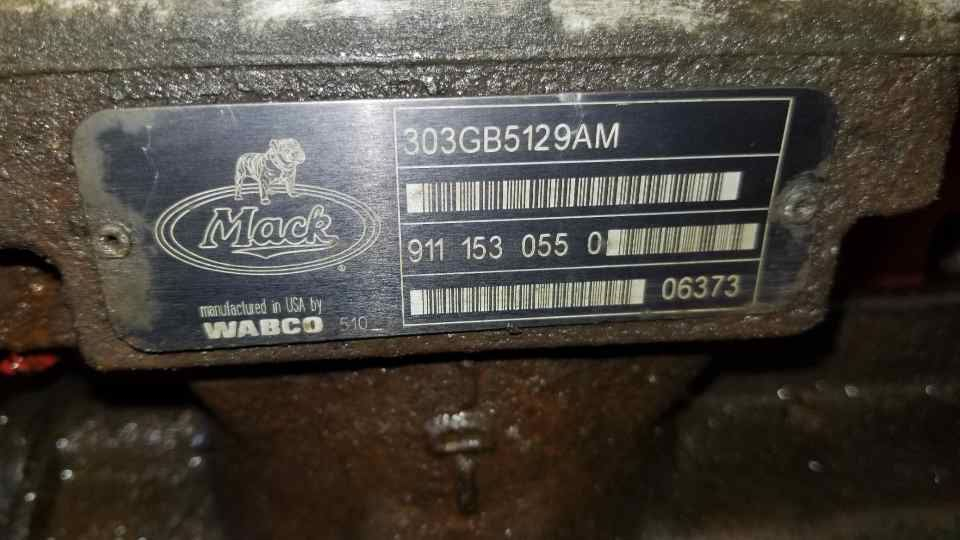 Mack
®
manufactured in USA by
WABCO 510
303GB5129AM
911 153 055 0
06373